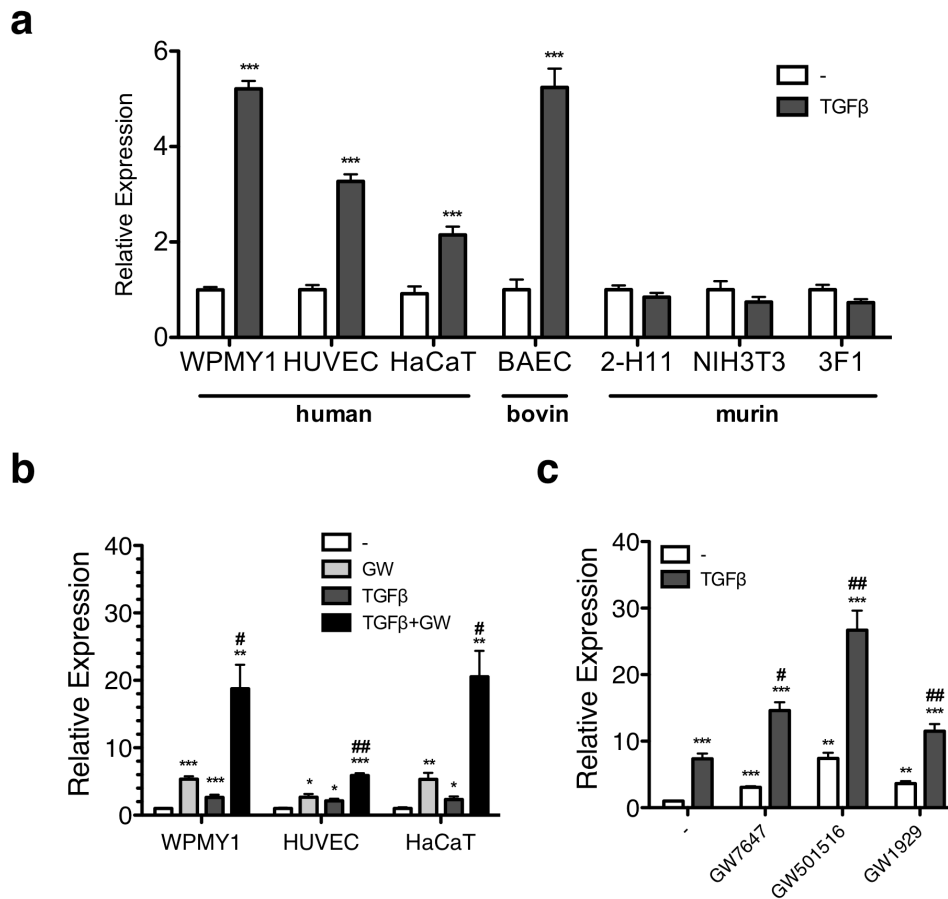 a
6
4
2
0
Relative Expression
***
***
***
***
-
TGFβ
WPMY1 HUVEC HaCaT BAEC 2-H11 NIH3T3 3F1
human bovin murin
b
40
30
20
10
0
Relative Expression
-
GW
TGFβ
TGFβ+GW
***
***
#
**
*
*
##
***
**
*
#
**
WPMY1 HUVEC HaCaT
c
40
30
20
10
0
Relative Expression
-
TGFβ
***
***
#
***
**
##
***
**
##
***
-
GW7647
GW501516
GW1929